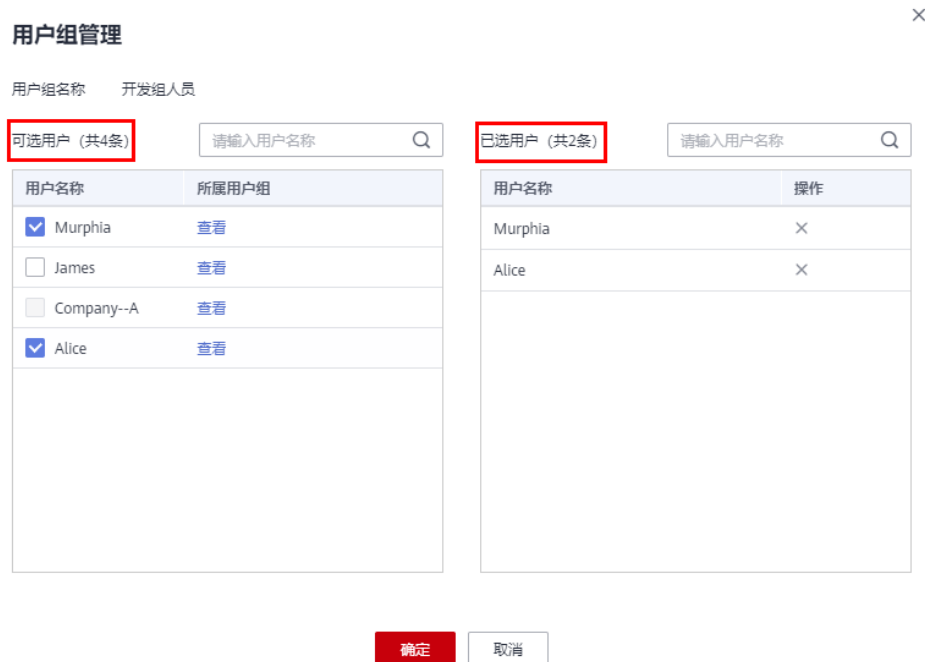 用户组管理
用户组名称 开发组人员
可选用户（共4条） 请输入用户名称
用户名称 所属用户组
Murphia 查看
James 查看
Company--A 查看
Alice 查看
已选用户（共2条） 请输入用户名称
用户名称 操作
Murphia
Alice
确定 取消